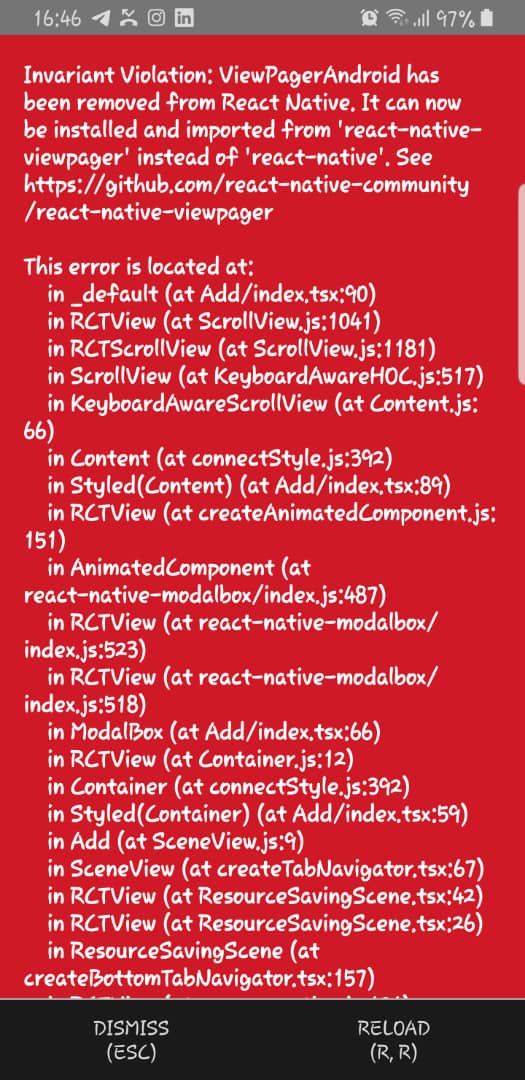 16:46 97%
Invariant Violation: ViewPagerAndroid has
been removed from React Native. It can now
be installed and imported from 'react-native-
viewpager' instead of 'react-native'. See
https://github.com/react-native-community
/react-native-viewpager
This error is located at:
in _default (at Add/index.tsx:90)
in RCTView (at ScrollView.js:1041)
in RCTScrollView (at ScrollView.js:1181)
in ScrollView (at KeyboardAwareHOC.js:517)
in KeyboardAwareScrollView (at Content.js:
66)
in Content (at connectStyle.js:392)
in Styled(Content) (at Add/index.tsx:89)
in RCTView (at createAnimatedComponent.js:
151)
in AnimatedComponent (at
react-native-modalbox/index.js:487)
in RCTView (at react-native-modalbox/
index.js:523)
in RCTView (at react-native-modalbox/
index.js:518)
in ModalBox (at Add/index.tsx:66)
in RCTView (at Container.js:12)
in Container (at connectStyle.js:392)
in Styled(Container) (at Add/index.tsx:59)
in Add (at SceneView.js:9)
in SceneView (at createTabNavigator.tsx:67)
in RCTView (at ResourceSavingScene.tsx:42)
in RCTView (at ResourceSavingScene.tsx:26)
in ResourceSavingScene (at
createBottomTabNavigator.tsx:157)
DISMISS RELOAD
(ESC) (R, R)